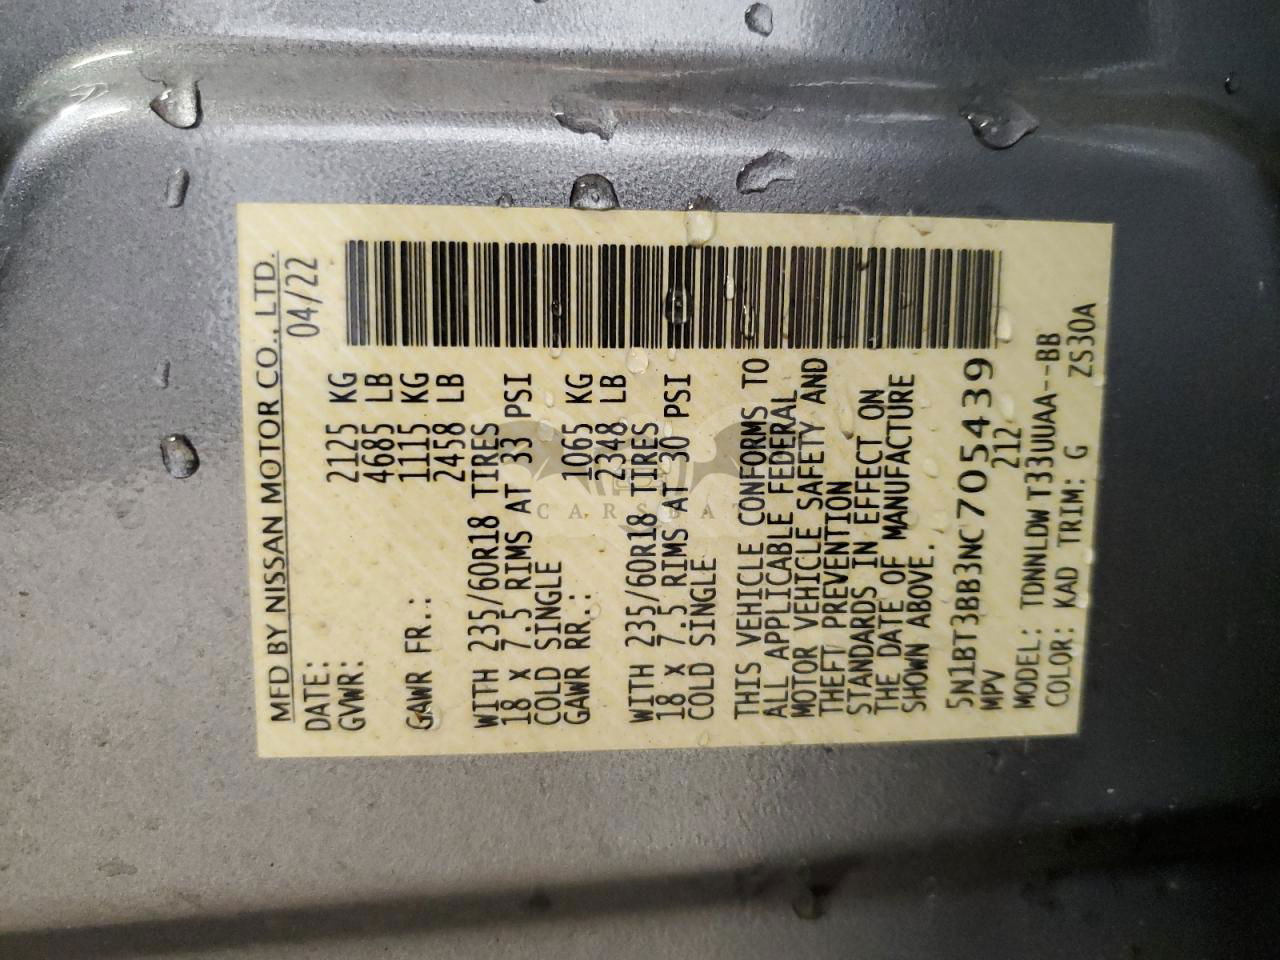 MFD BY NISSAN MOTOR CO., LTD.
DATE: 04/22
GVWR: 2125 KG
4685 LB
GAWR FR.: 1115 KG
2458 LB
WITH 235/60R18 TIRES
18 x 7.5 RIMS AT 33 PSI
COLD SINGLE
GAWR RR.: 1065 KG
2348 LB
WITH 235/60R18 TIRES
18 x 7.5 RIMS AT 30 PSI
COLD SINGLE
THIS VEHICLE CONFORMS TO
ALL APPLICABLE FEDERAL
MOTOR VEHICLE SAFETY AND
THEFT PREVENTION
STANDARDS IN EFFECT ON
THE DATE OF MANUFACTURE
SHOWN ABOVE.
5N1BT3BB3NC705439
MPV 212
MODEL: TDNNLDW T33UUAA--BB
COLOR: KAD TRIM: G ZS30A
CARSBAT